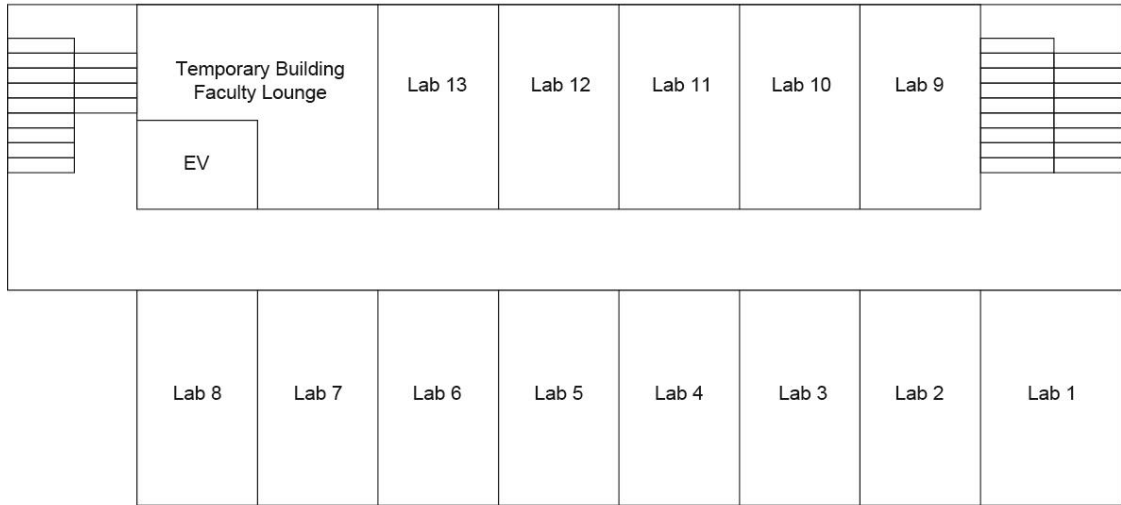 Temporary Building
Faculty Lounge
Lab 13
Lab 12
Lab 11
Lab 10
Lab 9
EV
Lab 8
Lab 7
Lab 6
Lab 5
Lab 4
Lab 3
Lab 2
Lab 1